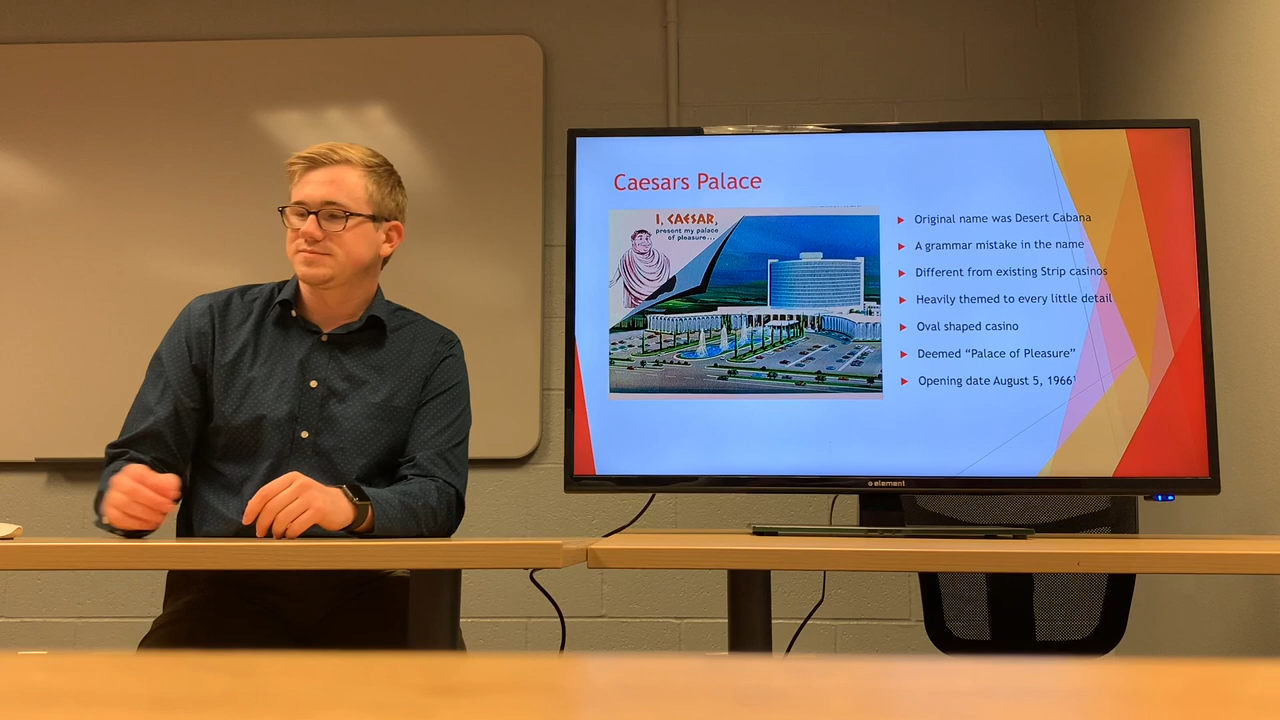 Caesars Palace
I, CAESAR,
present my palace
of pleasure...
Original name was Desert Cabana
A grammar mistake in the name
Different from existing Strip casinos
Heavily themed to every little detail
Oval shaped casino
Deemed “Palace of Pleasure”
Opening date August 5, 1966¹
element